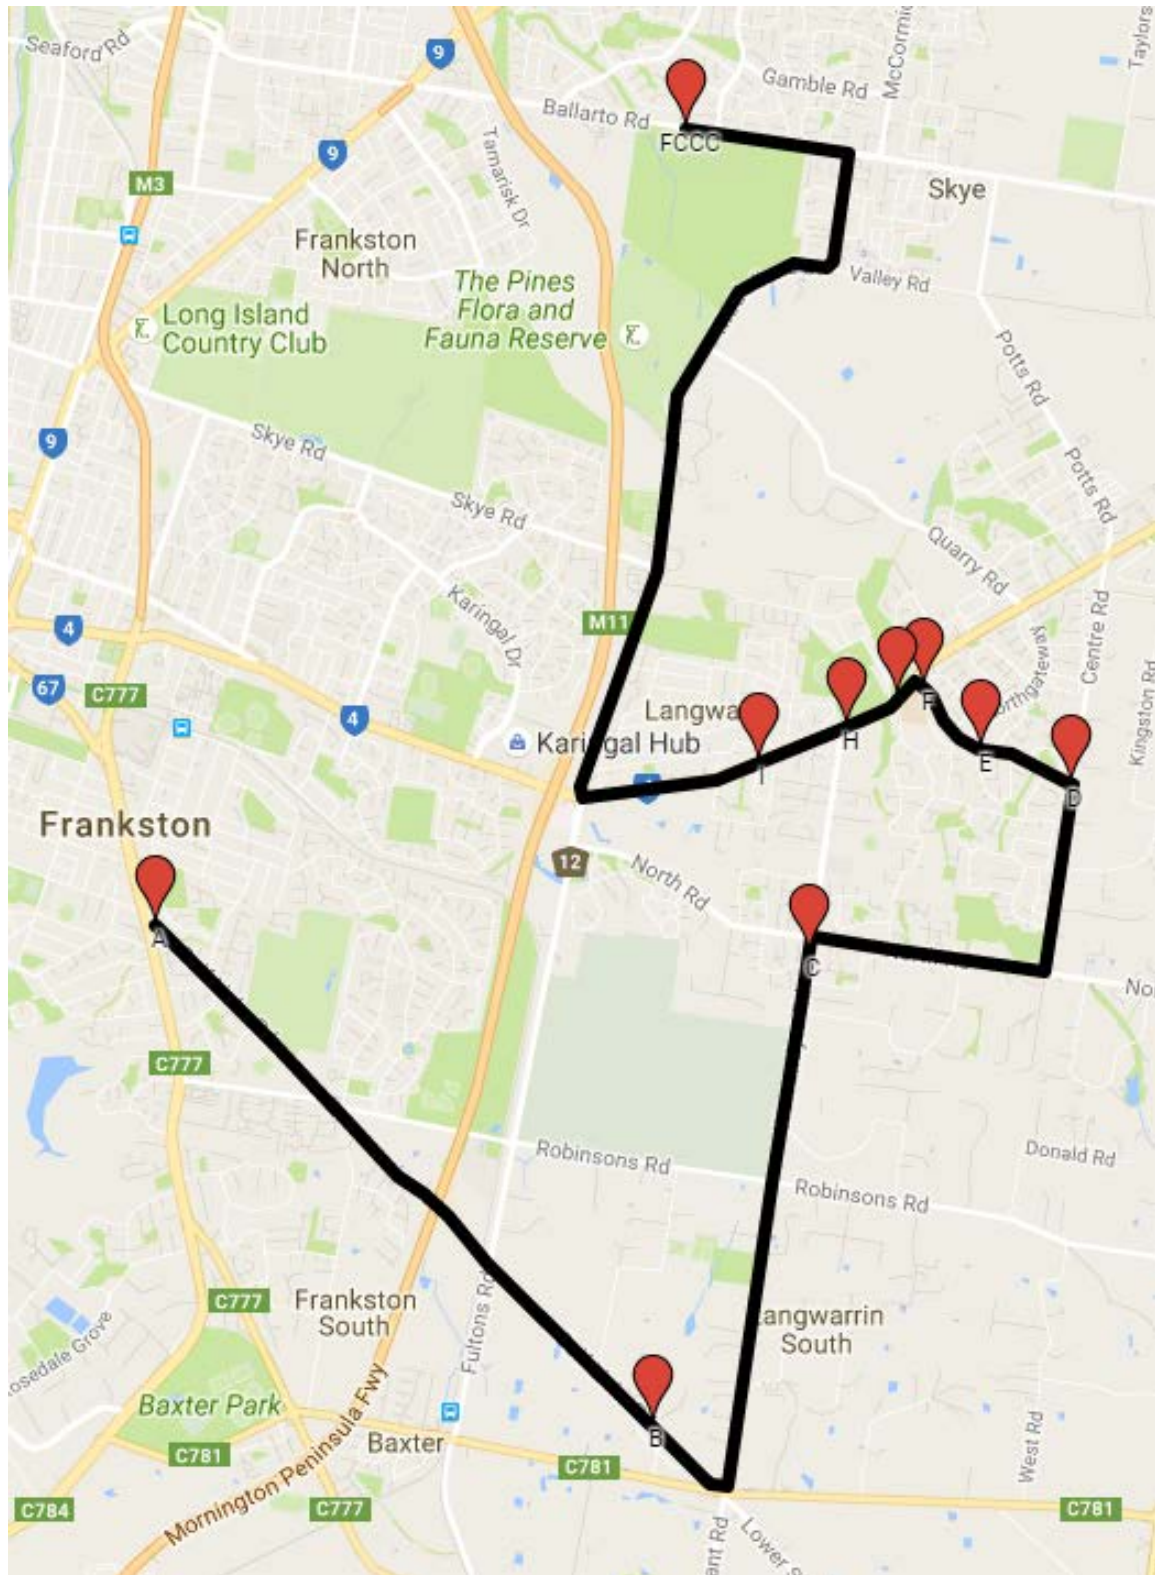 Seaford Rd
9
Gamble Rd
Taylors
Ballarto Rd
FCCC
9
Tamarisk Dr
M3
Skye
Frankston
North
Valley Rd
The Pines
Flora and
Fauna Reserve
Long Island
Country Club
Potts Rd
Skye Rd
9
Potts Rd
Skye Rd
Quarry Rd
Karingal Dr
Centre Rd
M11
4
67
C777
4
Kingston Rd
Karingal Hub
H
E
I
D
Frankston
12
North Rd
A
C
C777
Robinsons Rd
Donald Rd
Robinsons Rd
C777
Frankston
South
South
Fultons Rd
Baxter Park
B
West Rd
Baxter
C781
C781
C784
Mornington Peninsula Fwy
C777
C781